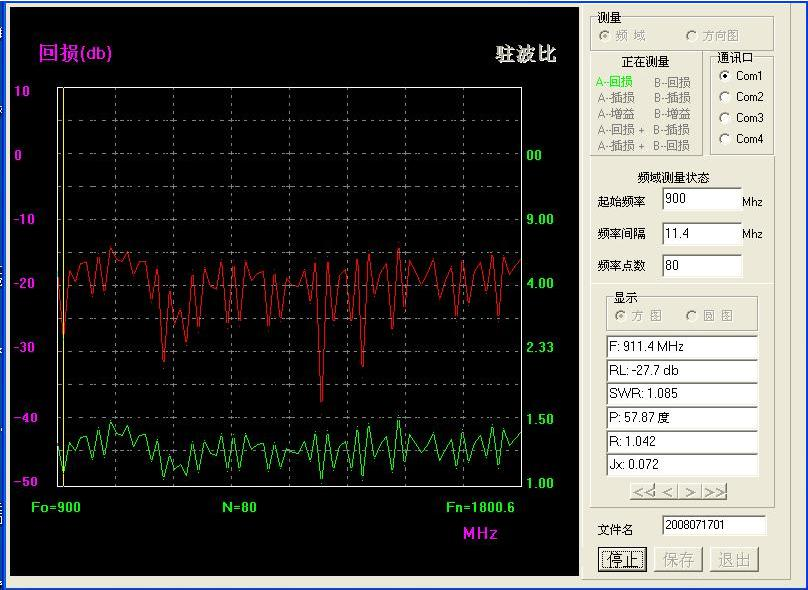 回损(db)
驻波比
10
0
-10
-20
-30
-40
-50
00
9.00
4.00
2.33
1.50
1.00
Fo=900
N=80
Fn=1800.6
MHz
测量
频 域
方向图
正在测量
A--回损 B--回损
A--插损 B--插损
A--增益 B--增益
A--回损 + B--插损
A--插损 + B--回损
通讯口
Com1
Com2
Com3
Com4
频域测量状态
起始频率 900 Mhz
频率间隔 11.4 Mhz
频率点数 80
显示
方 图
圆 图
F: 911.4 MHz
RL: -27.7 db
SWR: 1.085
P: 57.87 度
R: 1.042
Jx: 0.072
<< < > >>
文件名 2008071701
停止 保存 退出